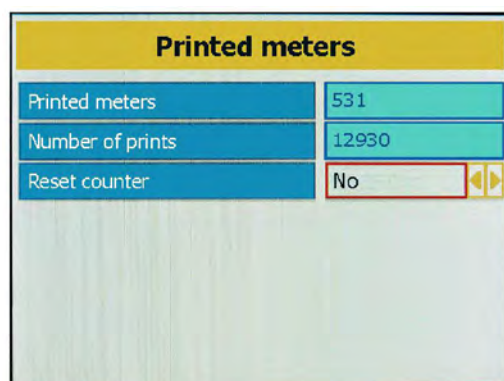 Printed meters
Printed meters 531
Number of prints 12930
Reset counter No